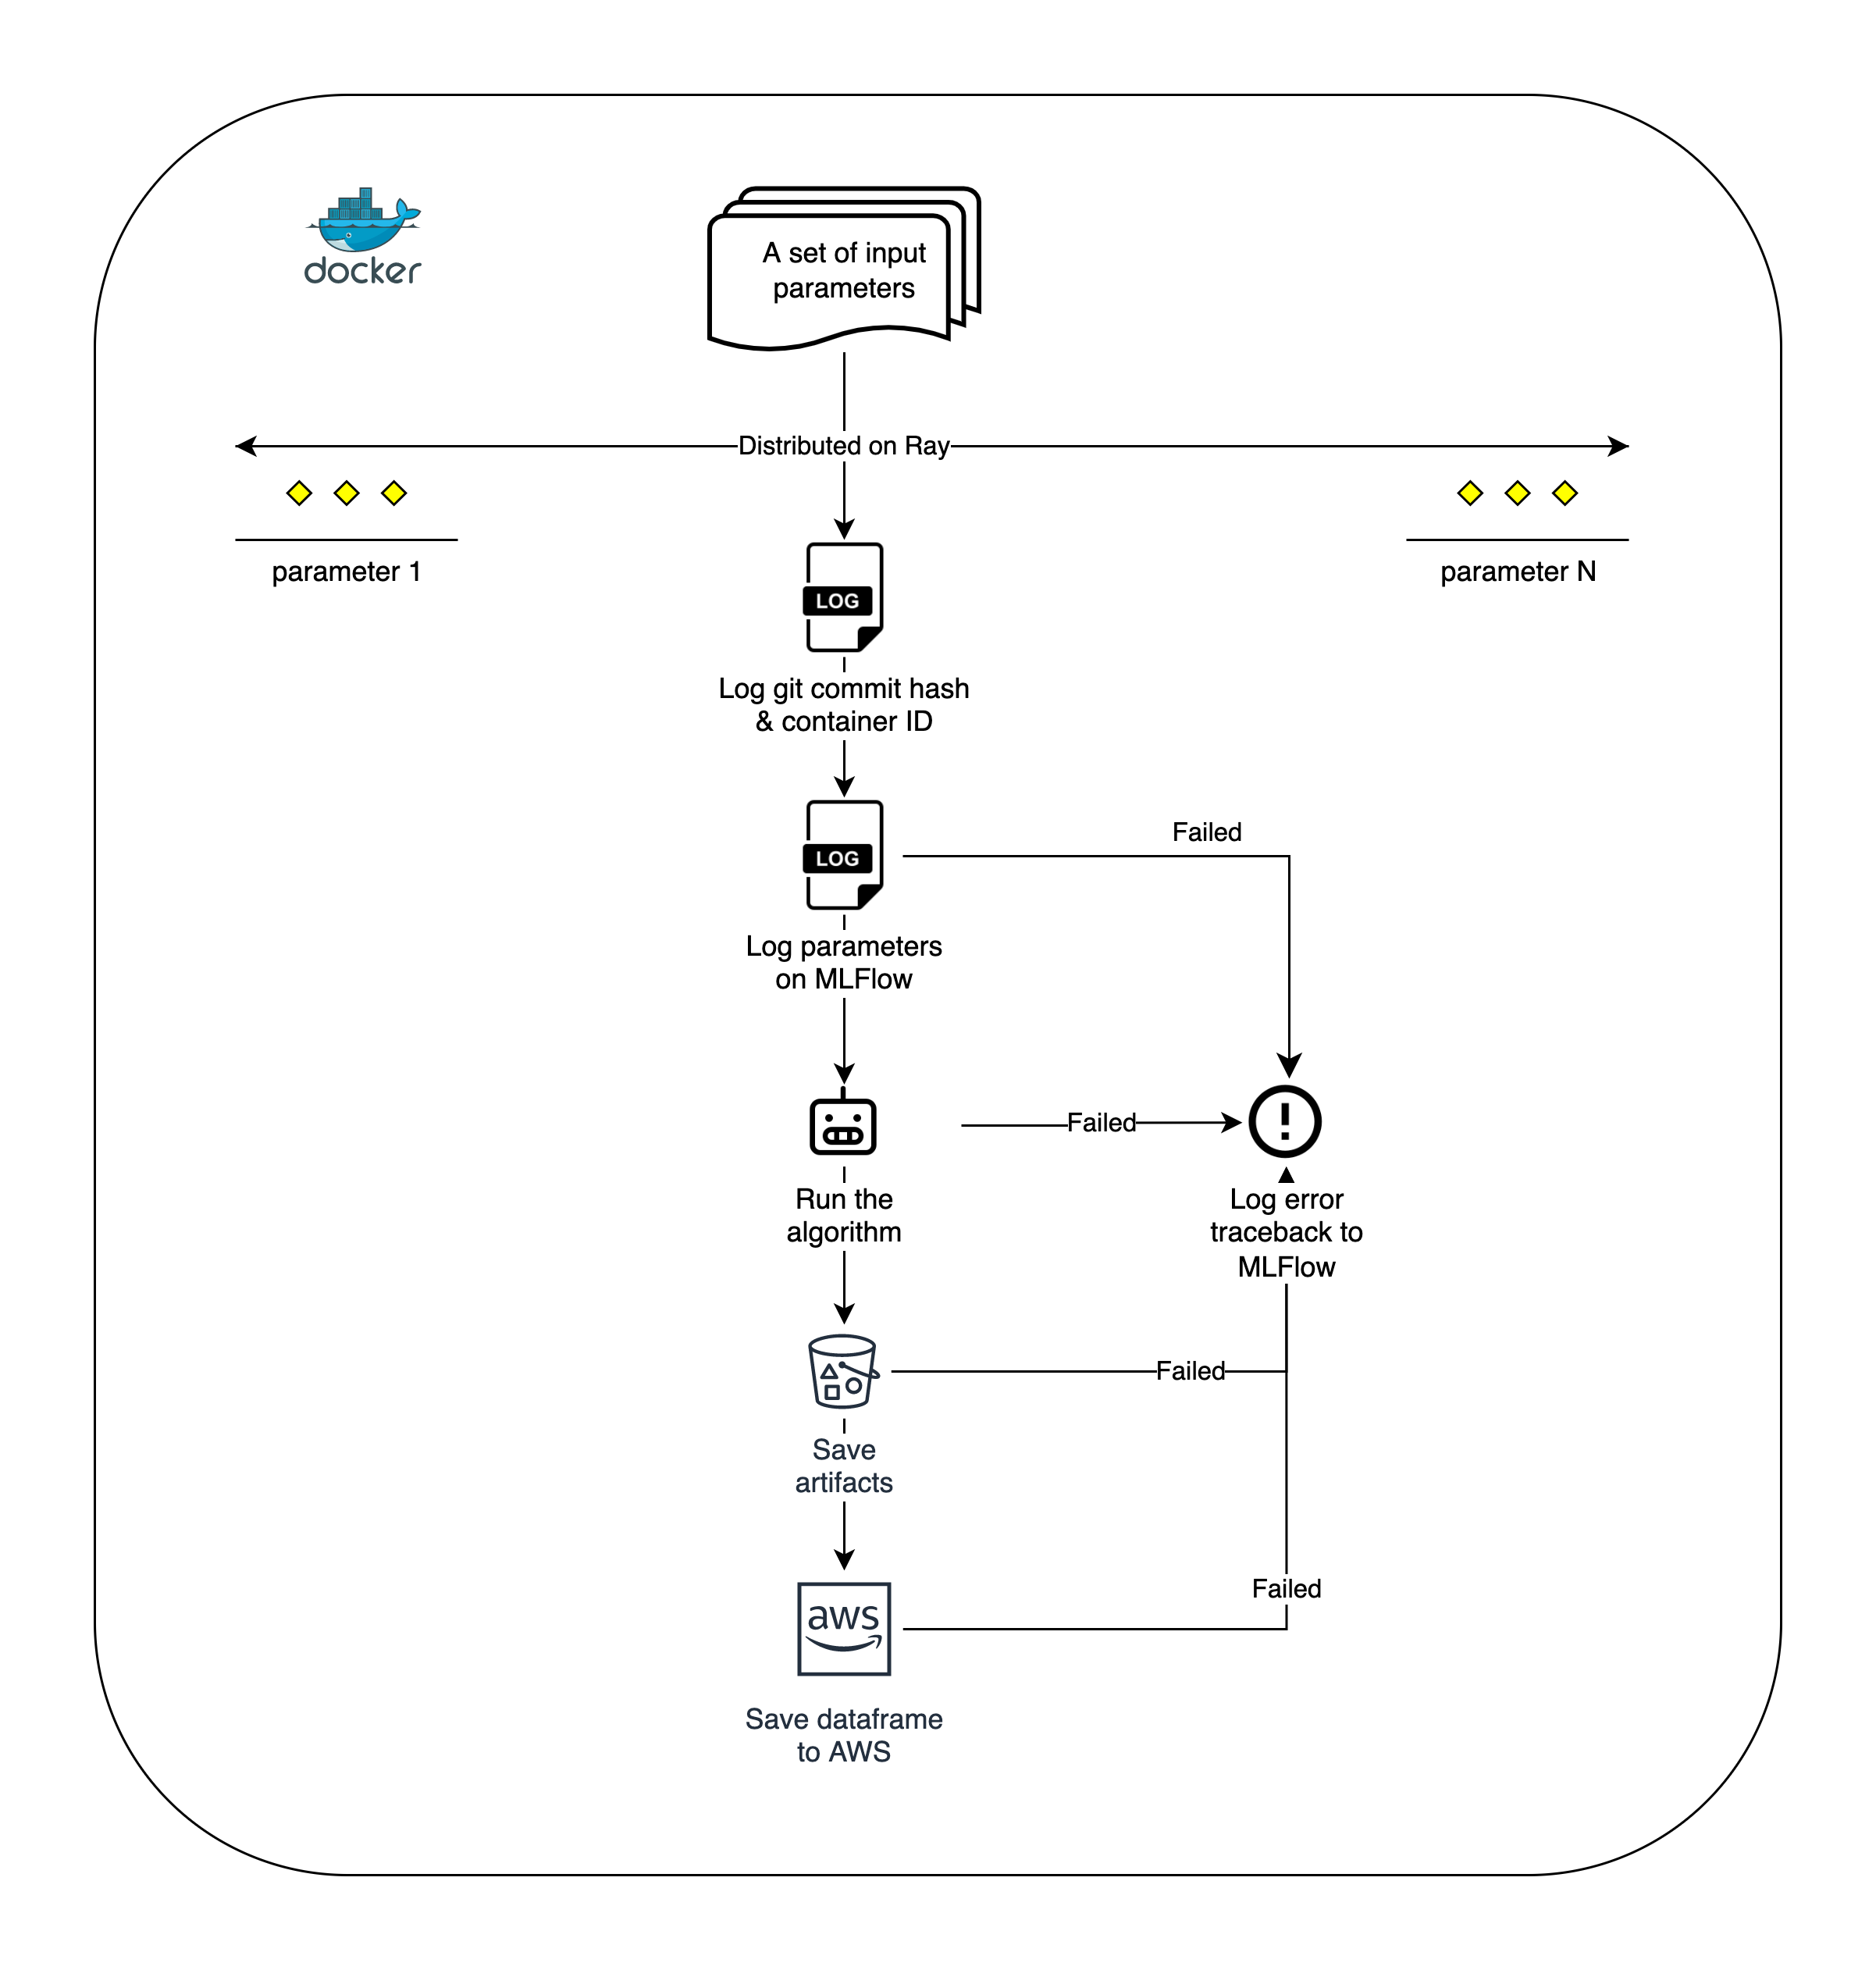 docker
A set of input
parameters
Distributed on Ray
parameter 1
parameter N
LOG
Log git commit hash
& container ID
LOG
Failed
Log parameters
on MLFlow
Failed
Run the
algorithm
Log error
traceback to
MLFlow
Failed
Save
artifacts
Failed
aws
Save dataframe
to AWS